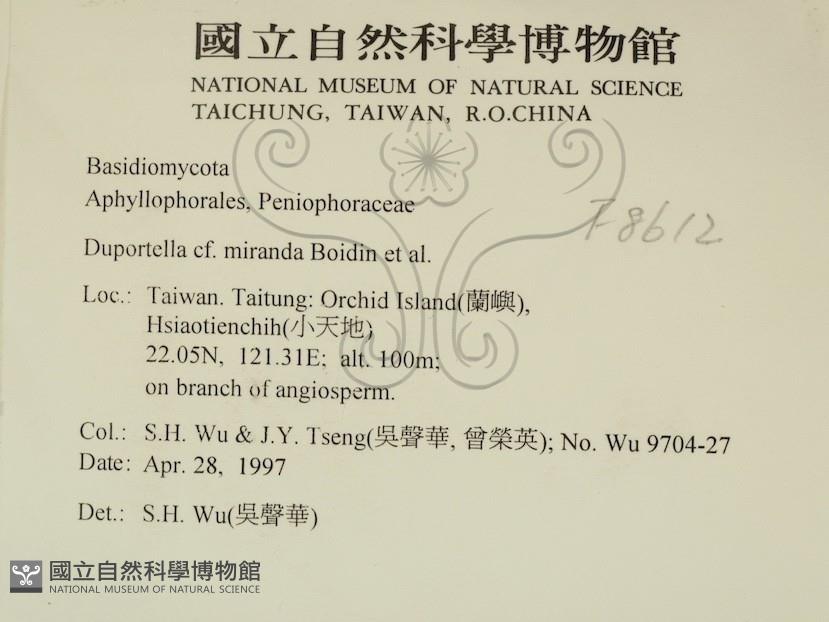 國立自然科學博物館
NATIONAL MUSEUM OF NATURAL SCIENCE
TAICHUNG, TAIWAN, R.O.CHINA
Basidiomycota
Aphyllophorales, Peniophoraceae
F8612
Duportella cf. miranda Boidin et al.
Loc.: Taiwan. Taitung: Orchid Island(蘭嶼),
Hsiaotienchih(小天地);
22.05N, 121.31E; alt. 100m;
on branch of angiosperm.
Col.: S.H. Wu & J.Y. Tseng(吳聲華, 曾榮英); No. Wu 9704-27
Date: Apr. 28, 1997
Det.: S.H. Wu(吳聲華)
國立自然科學博物館
NATIONAL MUSEUM OF NATURAL SCIENCE